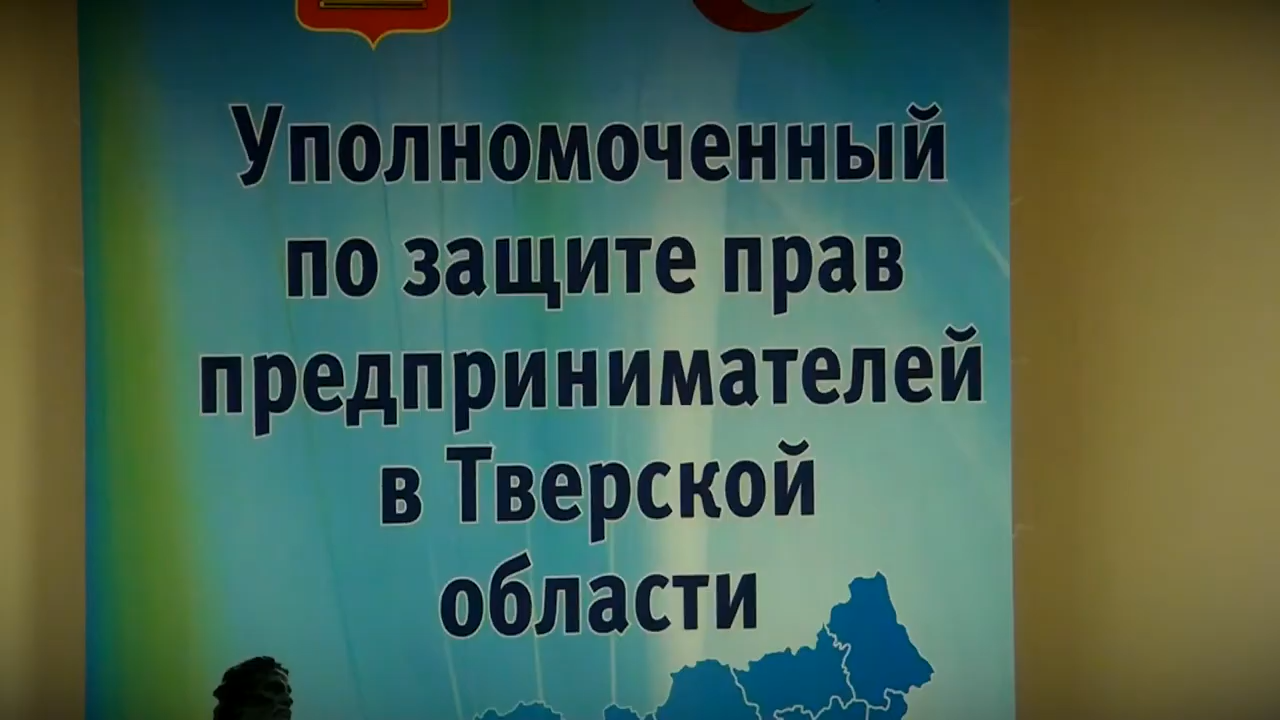 Уполномоченный
по защите прав
предпринимателей
в Тверской
области